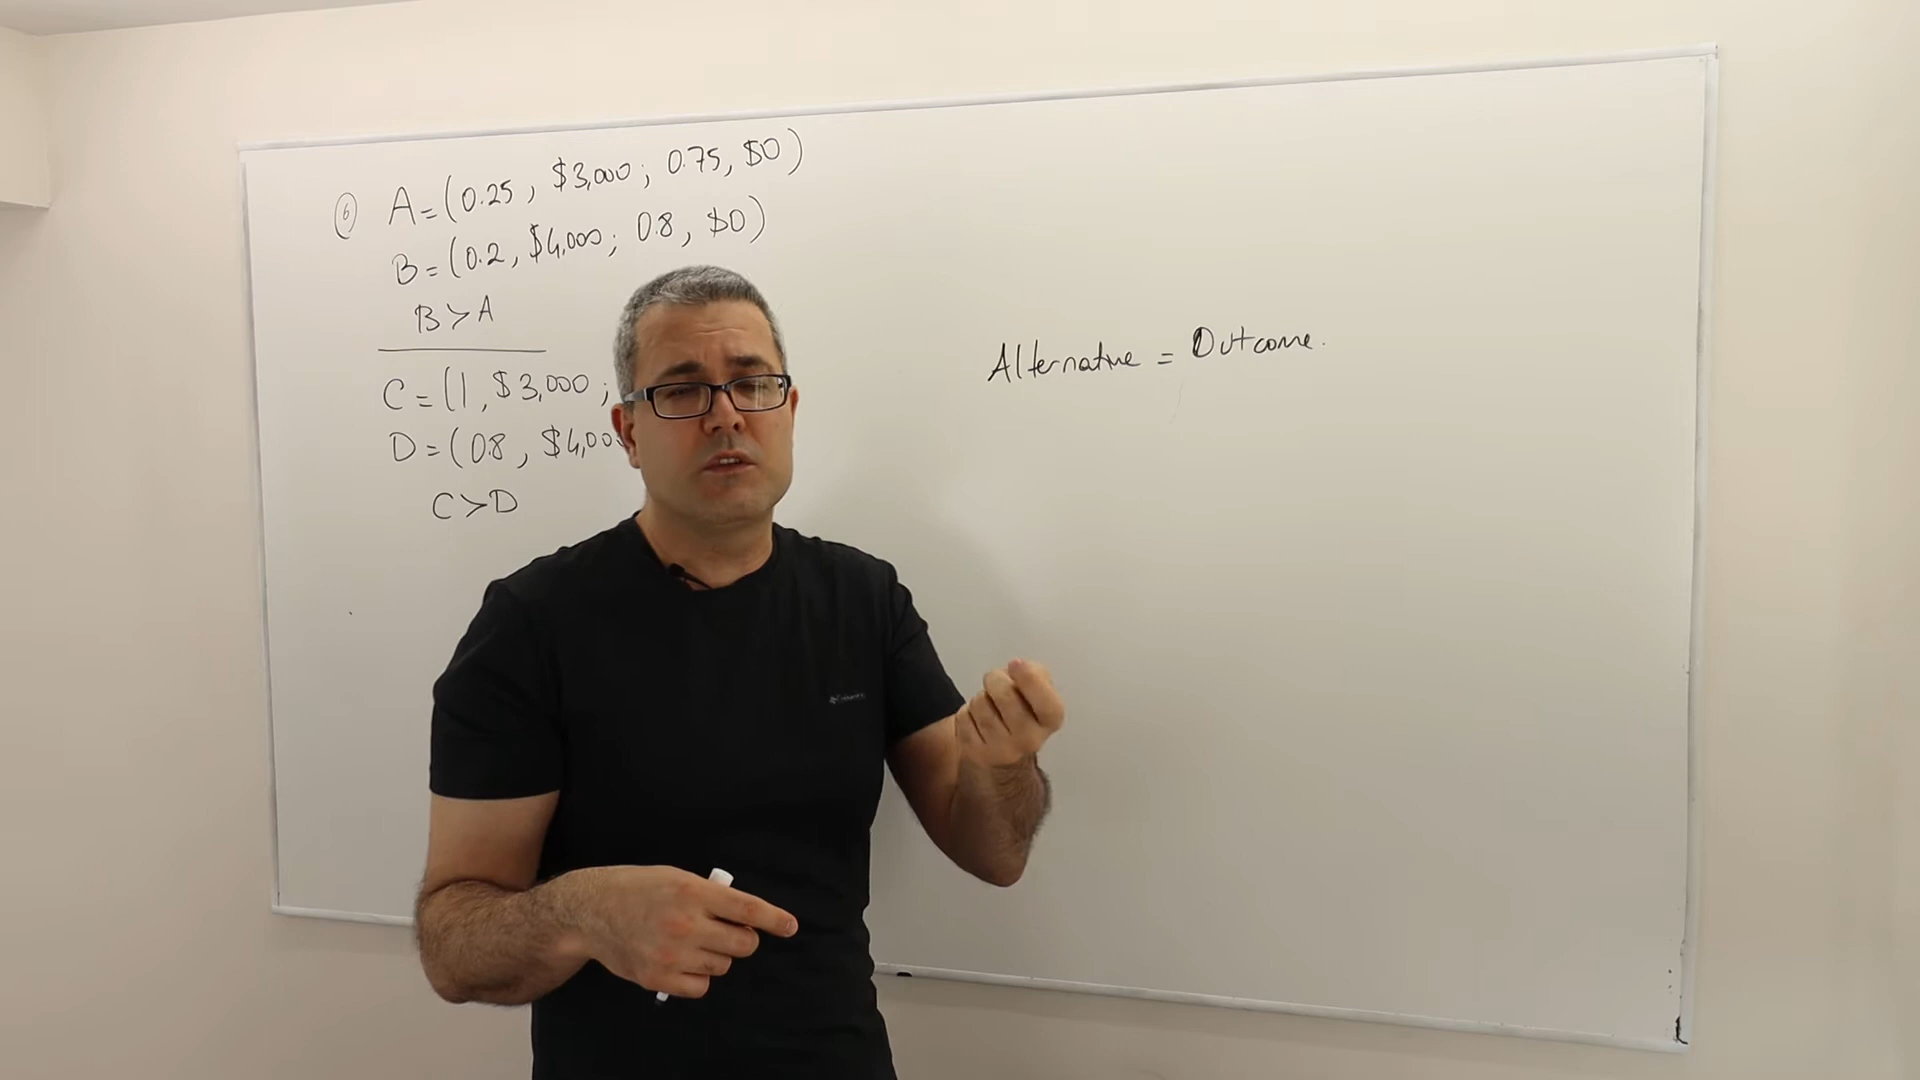 6 A=(0.25, $3,000; 0.75, $0)
B=(0.2, $4,000; 0.8, $0)
B>A
C=(1, $3,000;
D=(0.8, $4,000
C>D
Alternative = Outcome.